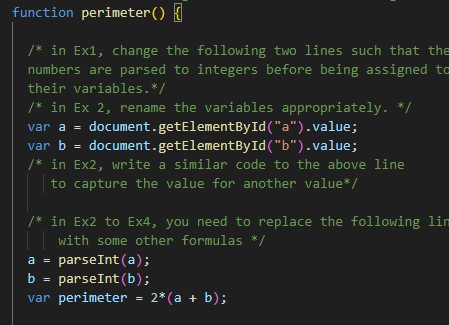 function perimeter() {
/* in Ex1, change the following two lines such that the
numbers are parsed to integers before being assigned to
their variables.*/
/* in Ex 2, rename the variables appropriately. */
var a = document.getElementById("a").value;
var b = document.getElementById("b").value;
/* in Ex2, write a similar code to the above line
to capture the value for another value*/
/* in Ex2 to Ex4, you need to replace the following lin
with some other formulas */
a = parseInt(a);
b = parseInt(b);
var perimeter = 2*(a + b);